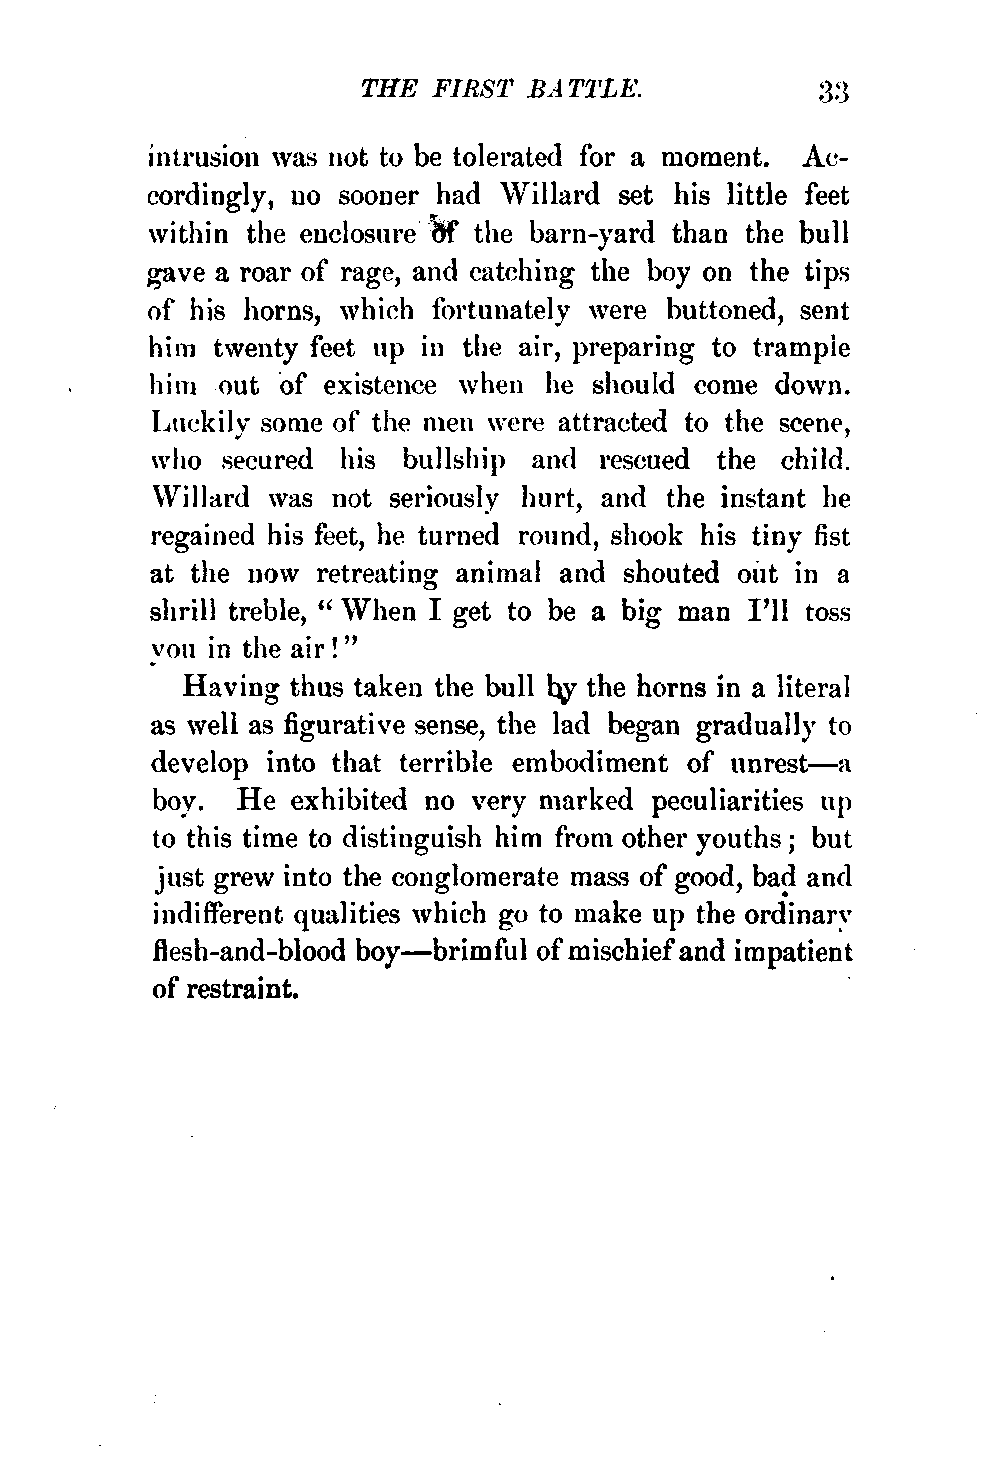 THE FIRST BATTLE. 33
intrusion was not to be tolerated for a moment. Ac-
cordingly, no sooner had Willard set his little feet
within the enclosure of the barn-yard than the bull
gave a roar of rage, and catching the boy on the tips
of his horns, which fortunately were buttoned, sent
him twenty feet up in the air, preparing to trample
him out of existence when he should come down.
Luckily some of the men were attracted to the scene,
who secured his bullship and rescued the child.
Willard was not seriously hurt, and the instant he
regained his feet, he turned round, shook his tiny fist
at the now retreating animal and shouted out in a
shrill treble, “ When I get to be a big man I’ll toss
you in the air ! ”
Having thus taken the bull by the horns in a literal
as well as figurative sense, the lad began gradually to
develop into that terrible embodiment of unrest—a
boy. He exhibited no very marked peculiarities up
to this time to distinguish him from other youths ; but
just grew into the conglomerate mass of good, bad and
indifferent qualities which go to make up the ordinary
flesh-and-blood boy—brimful of mischief and impatient
of restraint.